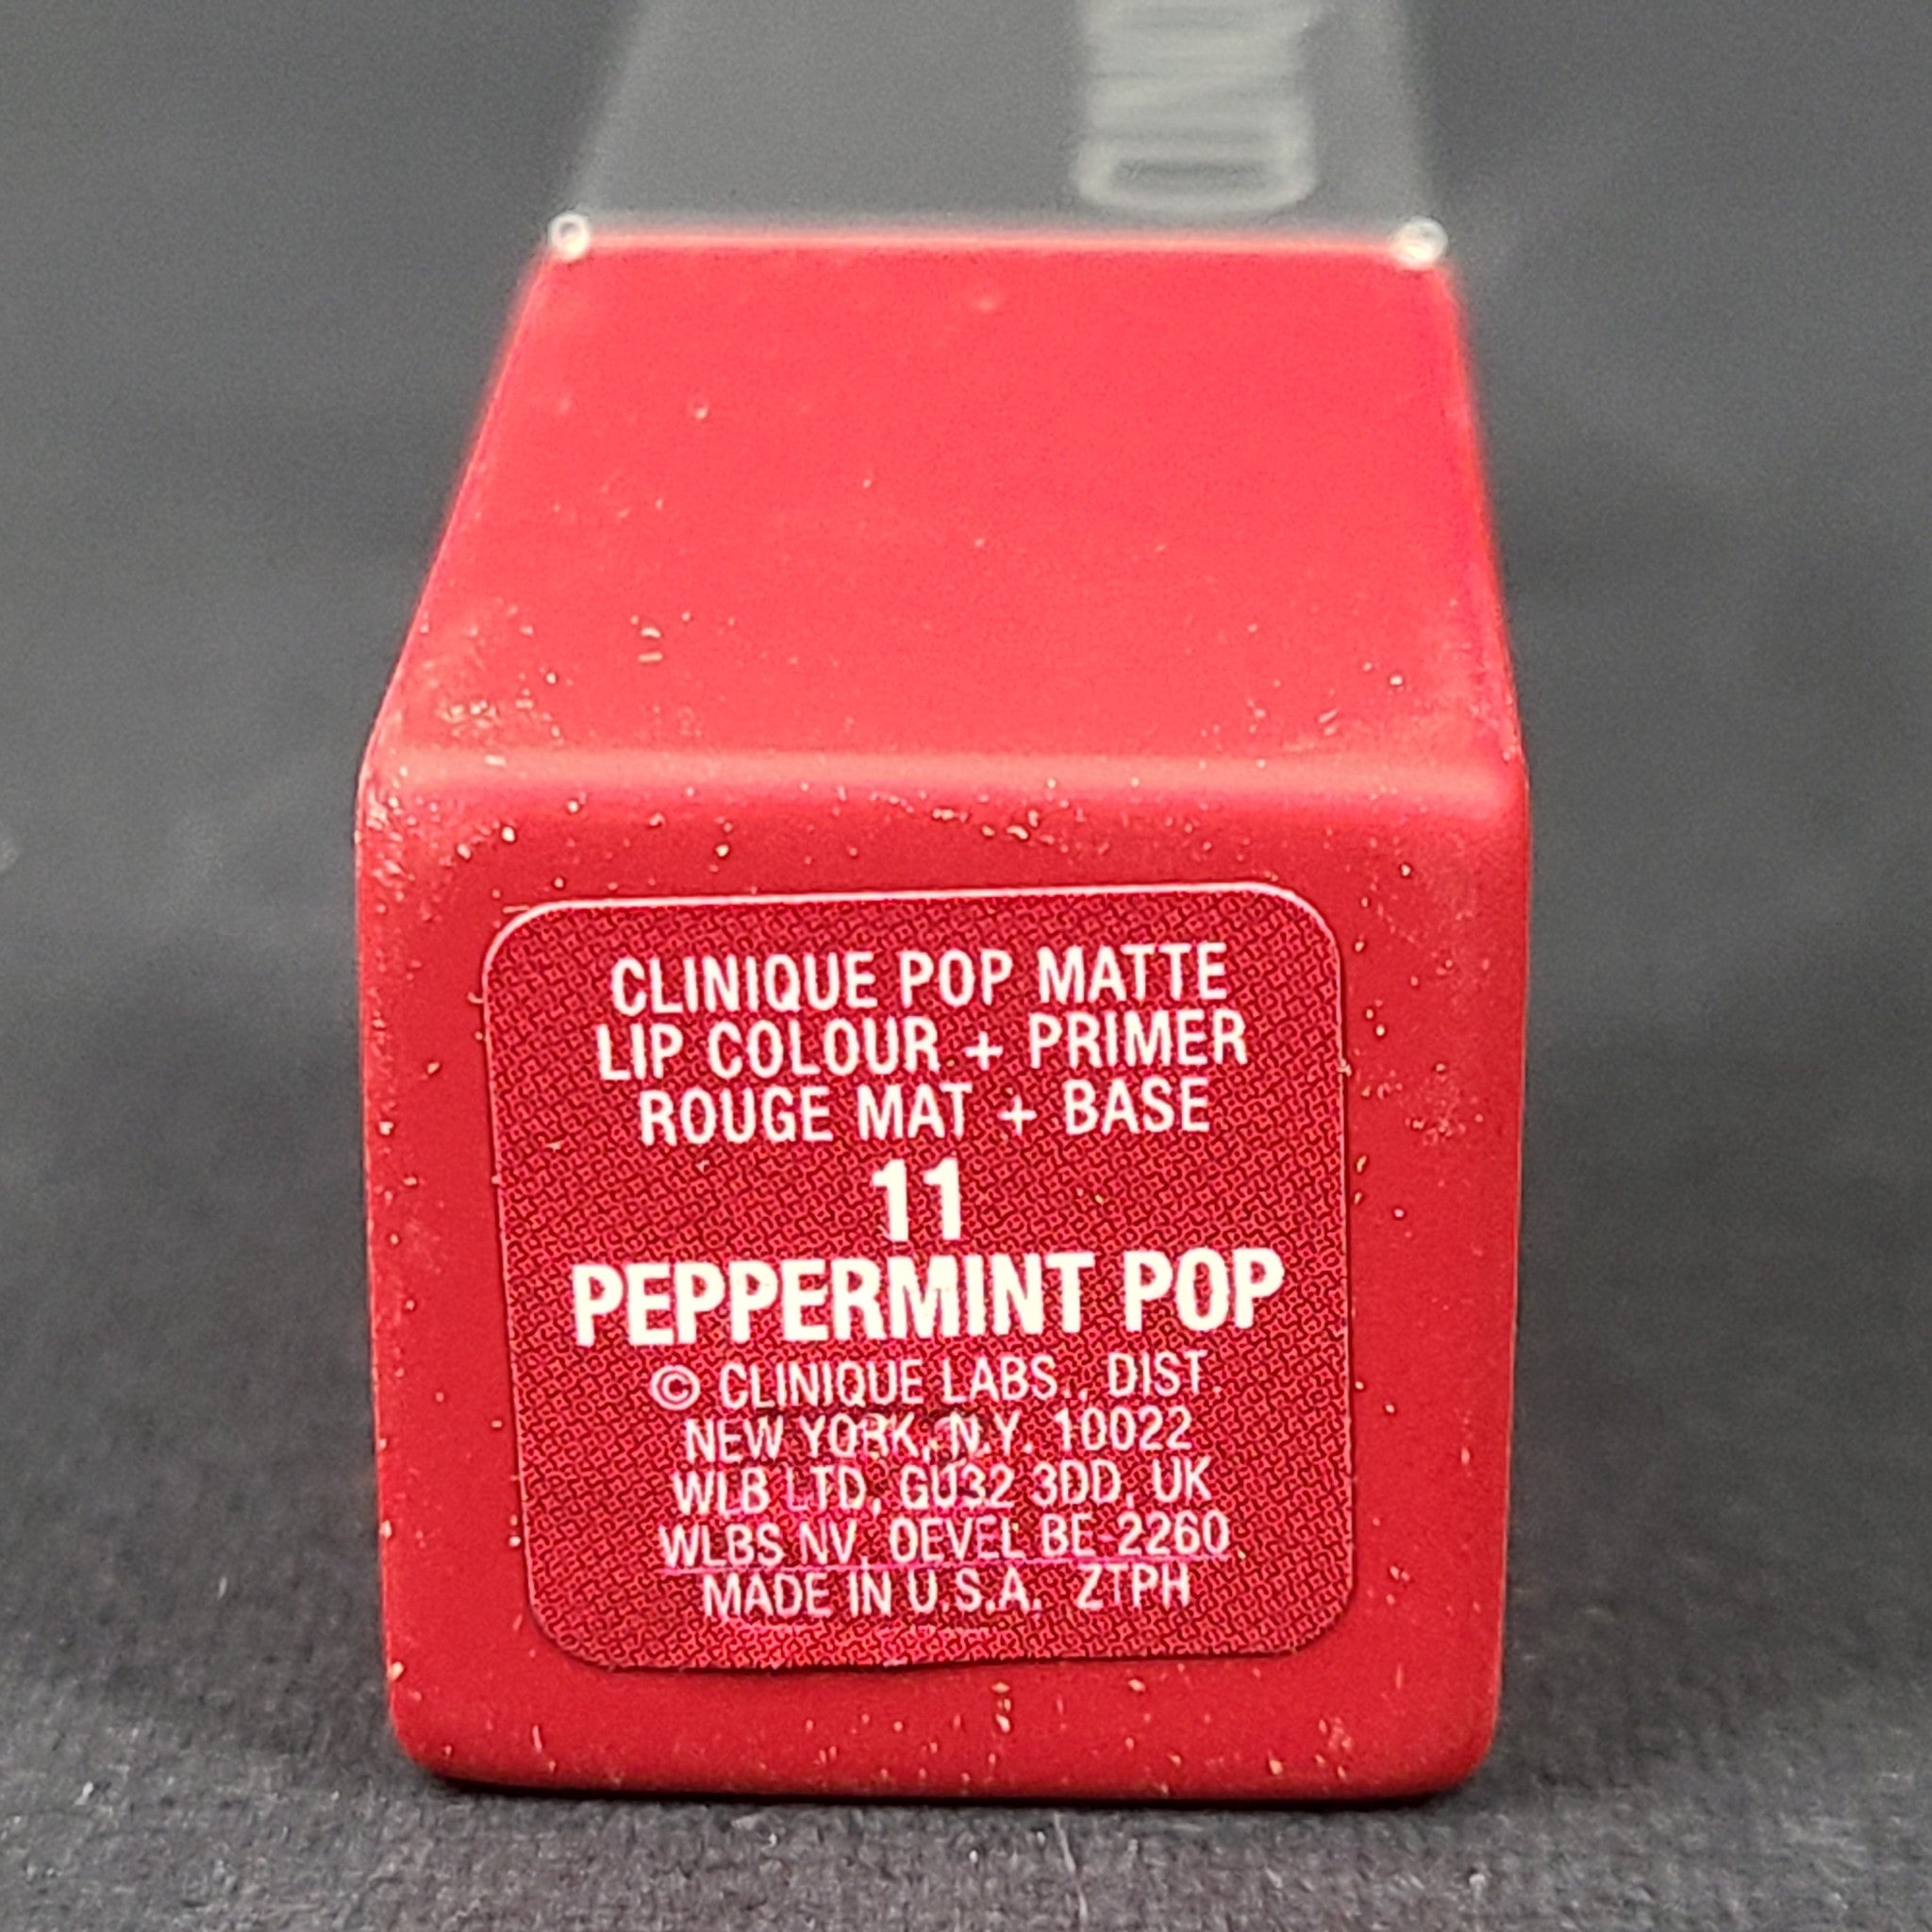 CLINIQUE POP MATTE
LIP COLOUR + PRIMER
ROUGE MAT + BASE
11
PEPPERMINT POP
© CLINIQUE LABS., DIST.
NEW YORK, N.Y. 10022
WLB LTD, GU32 3DD, UK
WLBS NV, OEVEL BE-2260
MADE IN U.S.A. ZTPH